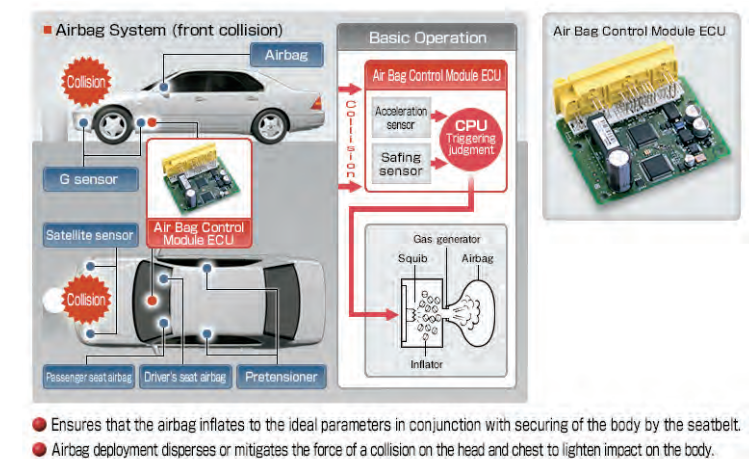 Airbag System (front collision)
Airbag
Collision
G sensor
Air Bag Control
Module ECU
Satellite sensor
Collision
Passenger seat airbag
Driver's seat airbag
Pretensioner
Basic Operation
Collision
Air Bag Control Module ECU
Acceleration
sensor
Safing
sensor
CPU
Triggering
judgment
Gas generator
Squib
Airbag
Inflator
Air Bag Control Module ECU
Ensures that the airbag inflates to the ideal parameters in conjunction with securing of the body by the seatbelt.
Airbag deployment disperses or mitigates the force of a collision on the head and chest to lighten impact on the body.